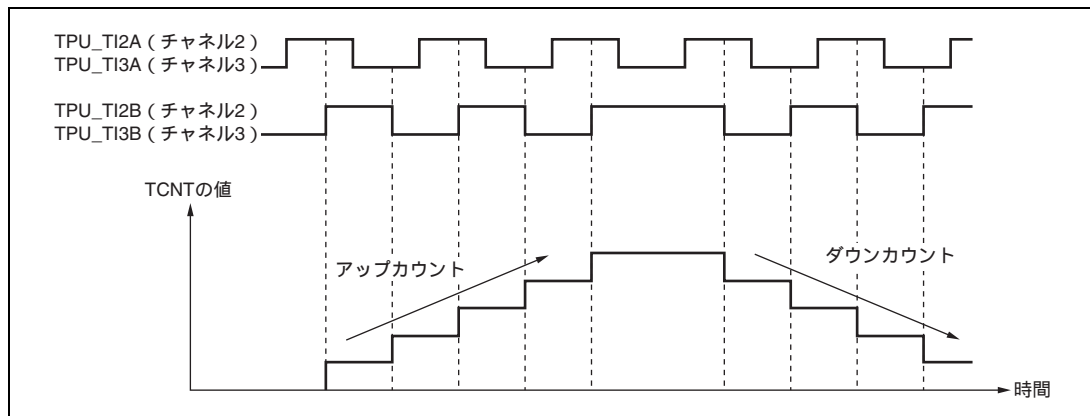 TPU_TI2A（チャネル2）
TPU_TI3A（チャネル3）
TPU_TI2B（チャネル2）
TPU_TI3B（チャネル3）
TCNTの値
アップカウント
ダウンカウント
時間